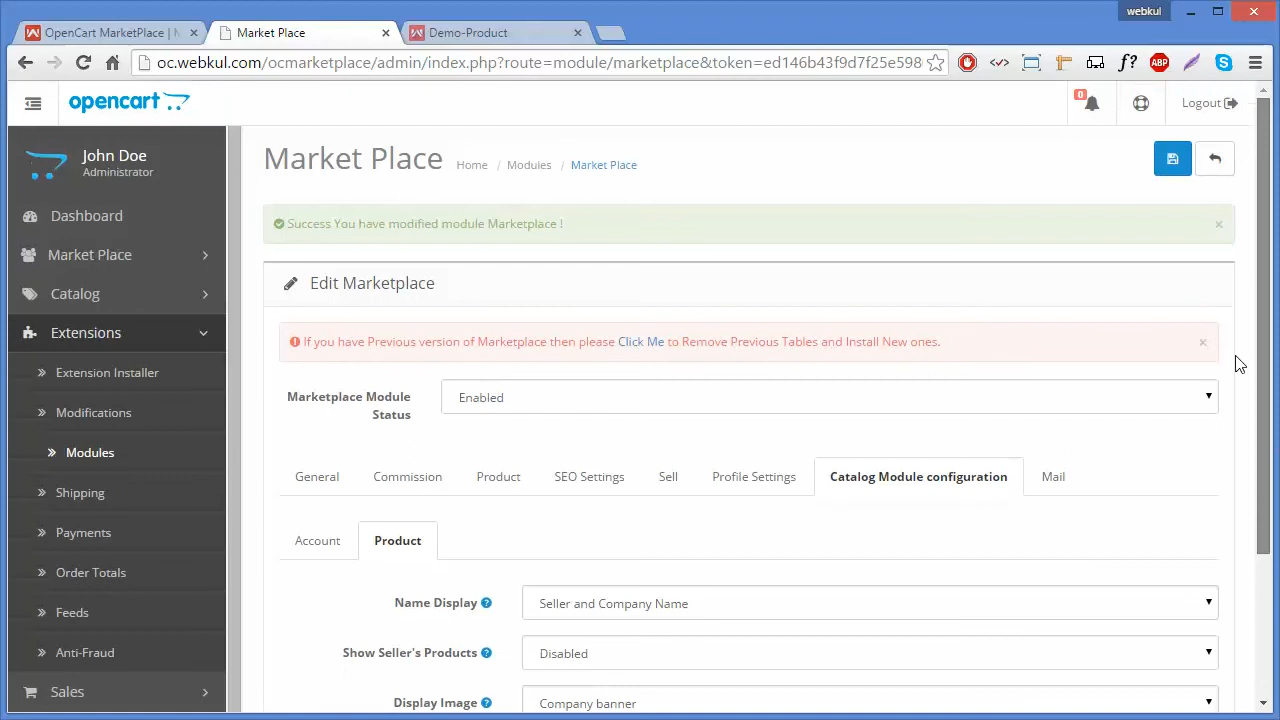 webkul
OpenCart MarketPlace | M
Market Place
Demo-Product
oc.webkul.com/ocmarketplace/admin/index.php?route=module/marketplace&token=ed146b43f9d7f25e598
f?
ABP
opencart
0
Logout
John Doe
Administrator
Market Place
Home / Modules / Market Place
Dashboard
Success You have modified module Marketplace !
Market Place
Catalog
Edit Marketplace
Extensions
If you have Previous version of Marketplace then please Click Me to Remove Previous Tables and Install New ones.
Extension Installer
Marketplace Module
Status
Enabled
Modifications
Modules
General
Commission
Product
SEO Settings
Sell
Profile Settings
Catalog Module configuration
Mail
Shipping
Payments
Account
Product
Order Totals
Name Display
Seller and Company Name
Feeds
Show Seller's Products
Disabled
Anti-Fraud
Sales
Display Image
Company banner